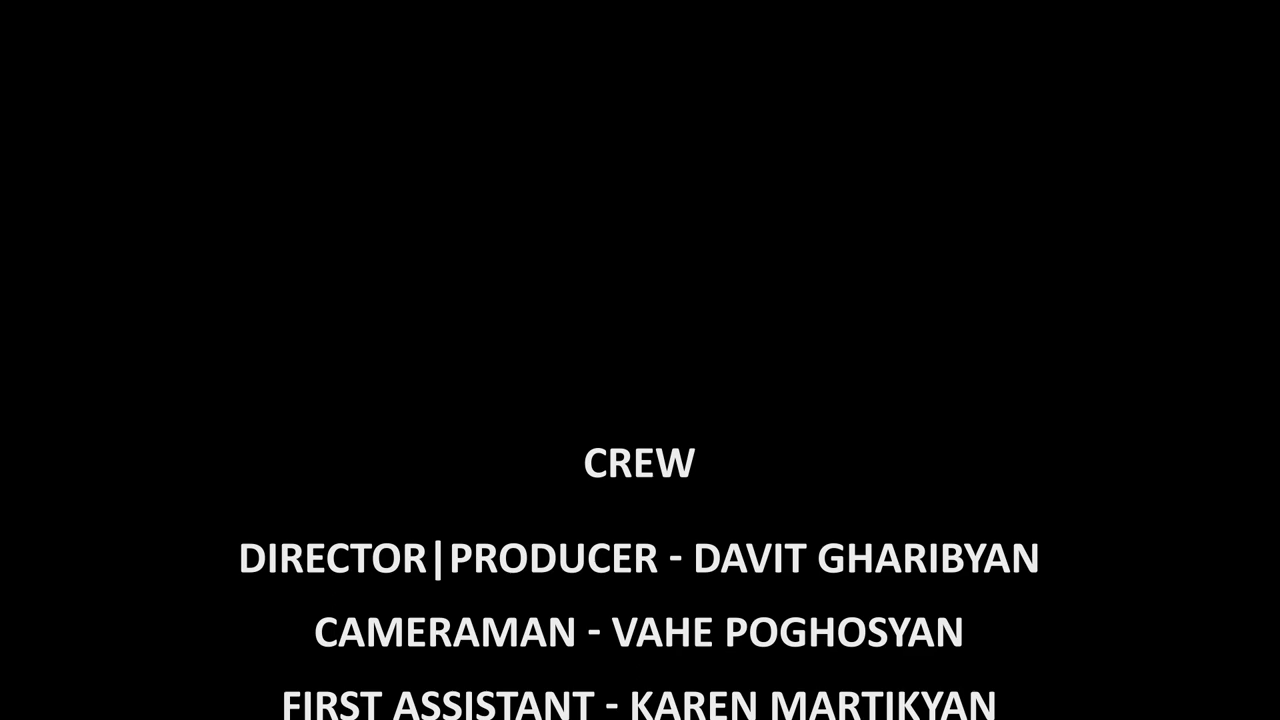 CREW
DIRECTOR|PRODUCER - DAVIT GHARIBYAN
CAMERAMAN - VAHE POGHOSYAN
FIRST ASSISTANT - KAREN MARTIKYAN